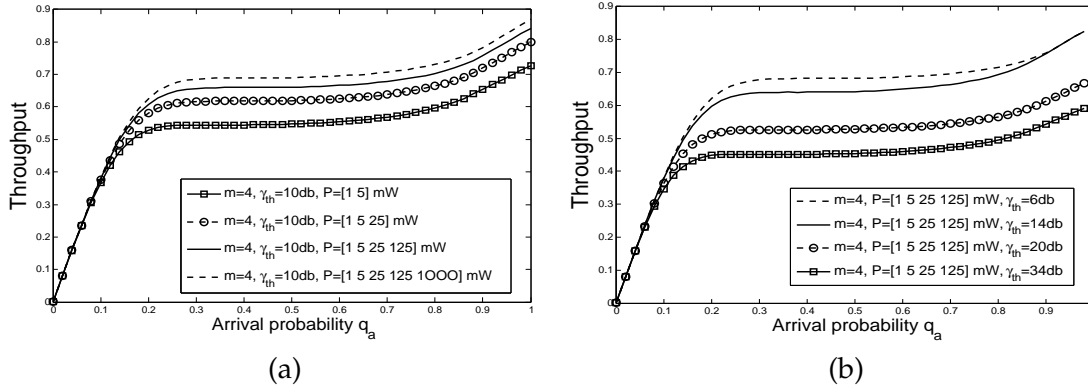 0.9
0.8
0.7
0.6
0.5
0.4
0.3
0.2
0.1
0
Throughput
m=4, γth=10db, P=[1 5] mW
m=4, γth=10db, P=[1 5 25] mW
m=4, γth=10db, P=[1 5 25 125] mW
m=4, γth=10db, P=[1 5 25 125 1OOO] mW
0 0.1 0.2 0.3 0.4 0.5 0.6 0.7 0.8 0.9 1
Arrival probability qa
(a)
0.9
0.8
0.7
0.6
0.5
0.4
0.3
0.2
0.1
0
Throughput
m=4, P=[1 5 25 125] mW, γth=6db
m=4, P=[1 5 25 125] mW, γth=14db
m=4, P=[1 5 25 125] mW, γth=20db
m=4, P=[1 5 25 125] mW, γth=34db
0 0.1 0.2 0.3 0.4 0.5 0.6 0.7 0.8 0.9
Arrival probability qa
(b)